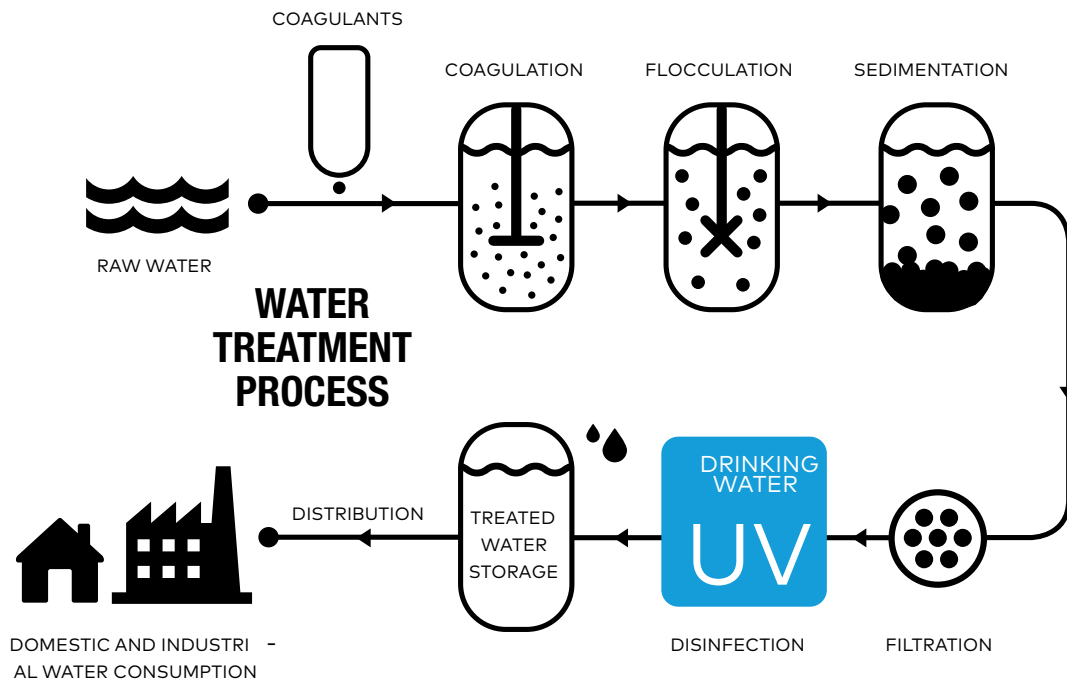 COAGULANTS
COAGULATION
FLOCCULATION
SEDIMENTATION
RAW WATER
WATER
TREATMENT
PROCESS
DRINKING
WATER
UV
TREATED
WATER
STORAGE
DISTRIBUTION
DOMESTIC AND INDUSTRI -
AL WATER CONSUMPTION
DISINFECTION
FILTRATION